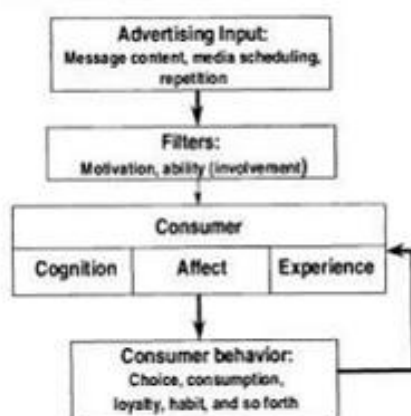 Advertising Input:
Message content, media scheduling,
repetition
Filters:
Motivation, ability (involvement)
Consumer
Cognition Affect Experience
Consumer behavior:
Choice, consumption,
loyalty, habit, and so forth